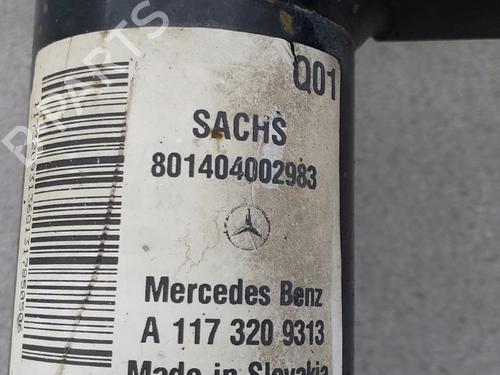 Q01
SACHS
801404002983
Mercedes Benz
A 117 320 9313
Made in Slovakia